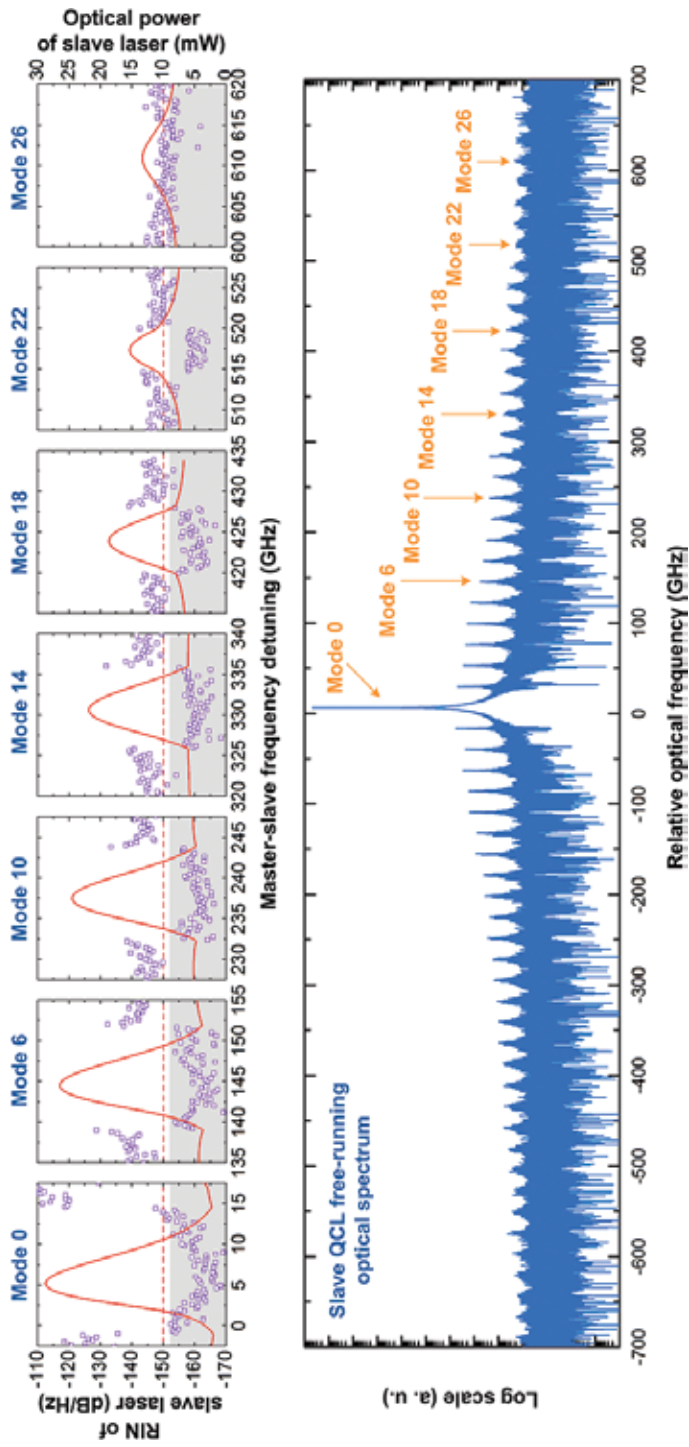 Mode 0
Mode 6
Mode 10
Mode 14
Mode 18
Mode 22
Mode 26
RIN of
slave laser (dB/Hz)
-110
-120
-130
-140
-150
-160
-170
Optical power
of slave laser (mW)
30
25
20
15
10
5
0
0 5 10 15
135 140 145 150 155
230 235 240 245
320 325 330 335 340
420 425 430 435
510 515 520 525
600 605 610 615 620
Master-slave frequency detuning (GHz)
Slave QCL free-running
optical spectrum
Mode 0
Mode 6
Mode 10
Mode 14
Mode 18
Mode 22
Mode 26
Log scale (a. u.)
-700 -600 -500 -400 -300 -200 -100 0 100 200 300 400 500 600 700
Relative optical frequency (GHz)